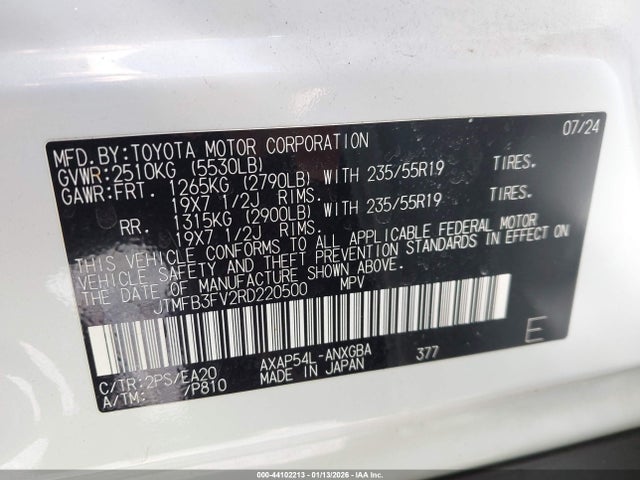 07/24
MFD.BY:TOYOTA MOTOR CORPORATION
GVWR:2510KG (5530LB)
GAWR:FRT. 1265KG (2790LB) WITH 235/55R19 TIRES.
19X7 1/2J RIMS.
RR. 1315KG (2900LB) WITH 235/55R19 TIRES.
19X7 1/2J RIMS.
THIS VEHICLE CONFORMS TO ALL APPLICABLE FEDERAL MOTOR
VEHICLE SAFETY AND THEFT PREVENTION STANDARDS IN EFFECT ON
THE DATE OF MANUFACTURE SHOWN ABOVE.
JTMFB3FV2RD220500 MPV
C/TR:2PS/EA20 AXAP54L-ANXGBA 377 E
A/TM: /P810 MADE IN JAPAN
000-44102213 - 01/13/2026 - IAA Inc.